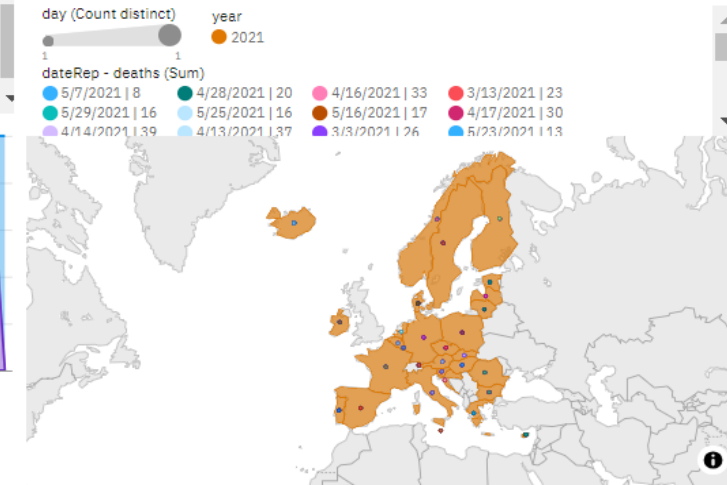 day (Count distinct)
year
2021
1 1
dateRep - deaths (Sum)
5/7/2021 | 8 4/28/2021 | 20 4/16/2021 | 33 3/13/2021 | 23
5/29/2021 | 16 5/25/2021 | 16 5/16/2021 | 17 4/17/2021 | 30
4/14/2021 | 39 4/13/2021 | 37 3/3/2021 | 26 5/23/2021 | 13